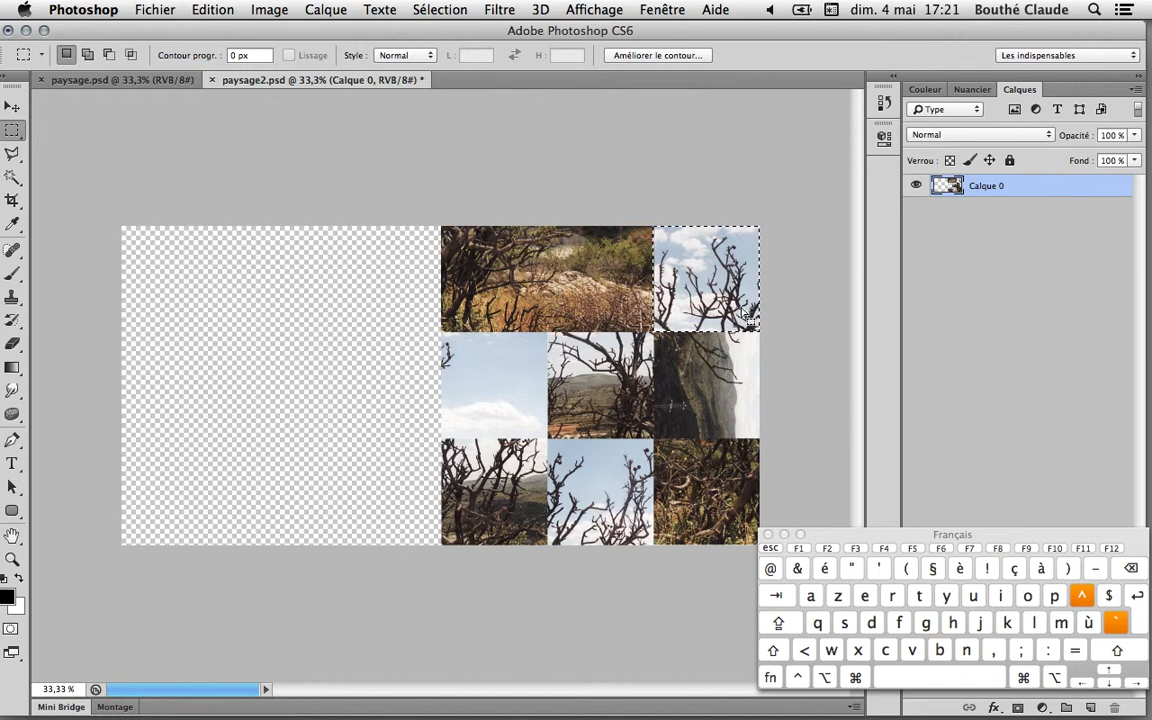 Photoshop Fichier Edition Image Calque Texte Sélection Filtre 3D Affichage Fenêtre Aide dim. 4 mai 17:21 Bouthé Claude
Adobe Photoshop CS6
Contour progr. : 0 px Lissage Style : Normal L : H : Améliorer le contour... Les indispensables
× paysage.psd @ 33,3% (RVB/8#) × paysage2.psd @ 33,3% (Calque 0, RVB/8#) *
Couleur Nuancier Calques
Type
Normal Opacité : 100 %
Verrou : Fond : 100 %
Calque 0
Français
esc F1 F2 F3 F4 F5 F6 F7 F8 F9 F10 F11 F12
@ & é " ' ( § è ! ç à ) -
a z e r t y u i o p ^ $
q s d f g h j k l m ù `
< w x c v b n , ; : =
fn ^ ⌥ ⌘ ⌘ ⌥
33,33 %
Mini Bridge Montage
fx